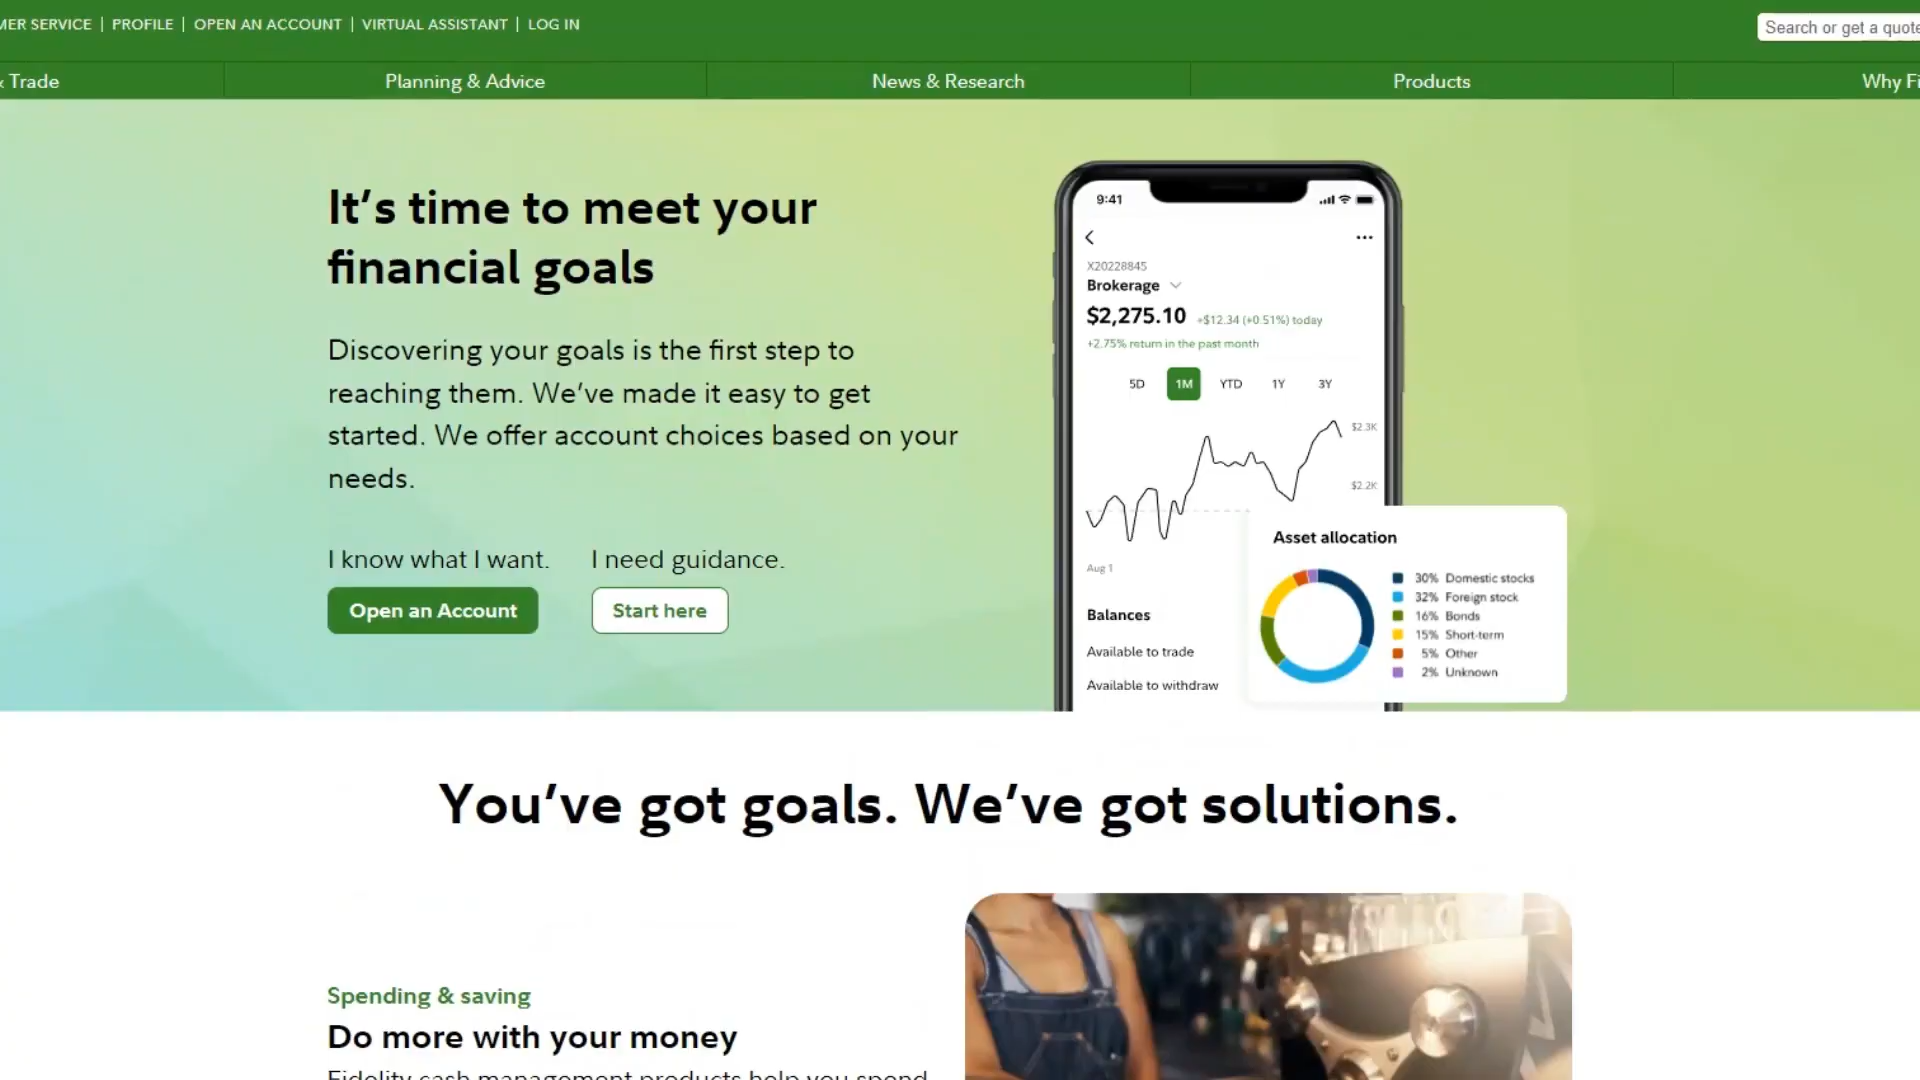 MER SERVICE | PROFILE | OPEN AN ACCOUNT | VIRTUAL ASSISTANT | LOG IN
Search or get a quote
& Trade
Planning & Advice
News & Research
Products
Why Fi
It's time to meet your
financial goals
Discovering your goals is the first step to
reaching them. We've made it easy to get
started. We offer account choices based on your
needs.
I know what I want.
Open an Account
I need guidance.
Start here
9:41
X20228845
Brokerage
$2,275.10 +$12.34 (+0.51%) today
+2.75% return in the past month
5D 1M YTD 1Y 3Y
$2.3K
$2.2K
Aug 1
Balances
Available to trade
Available to withdraw
Asset allocation
30% Domestic stocks
32% Foreign stock
16% Bonds
15% Short-term
5% Other
2% Unknown
You've got goals. We've got solutions.
Spending & saving
Do more with your money
Fidelity cash management products help you spend